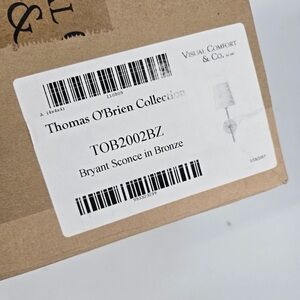 VISUAL COMFORT
& CO.
Thomas O'Brien Collection
TOB2002BZ
Bryant Sconce in Bronze